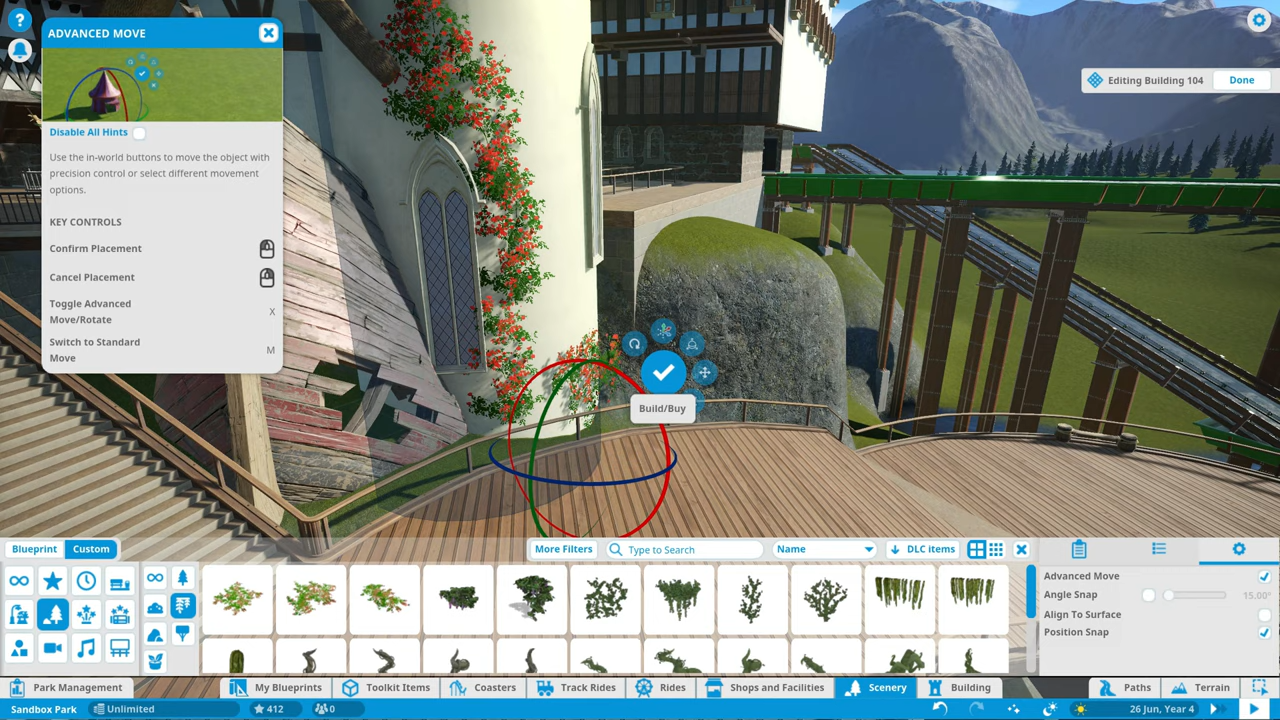 ?
ADVANCED MOVE
Disable All Hints
Use the in-world buttons to move the object with
precision control or select different movement
options.
KEY CONTROLS
Confirm Placement
Cancel Placement
Toggle Advanced
Move/Rotate
X
Switch to Standard
Move
M
Editing Building 104
Done
Build/Buy
Blueprint
Custom
More Filters
Type to Search
Name
DLC items
Advanced Move
Angle Snap
15.00°
Align To Surface
Position Snap
Park Management
My Blueprints
Toolkit Items
Coasters
Track Rides
Rides
Shops and Facilities
Scenery
Building
Paths
Terrain
Sandbox Park
Unlimited
412
0
26 Jun, Year 4